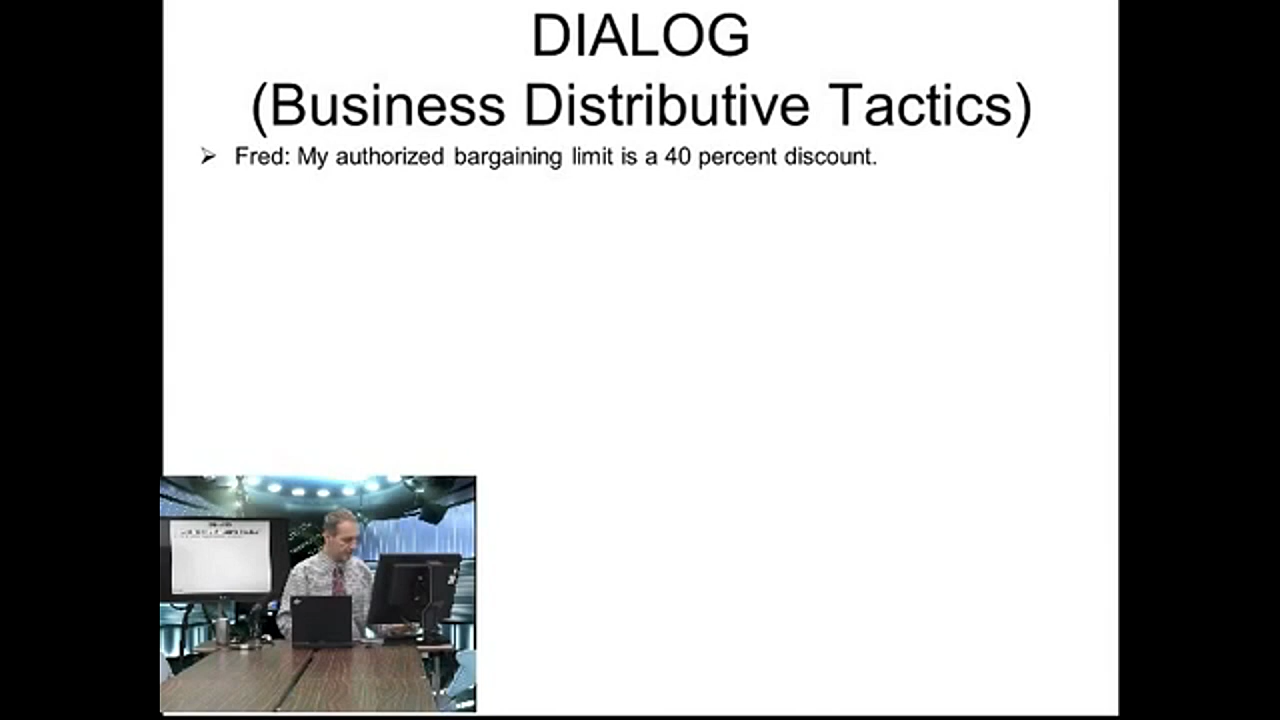 DIALOG
(Business Distributive Tactics)
➢ Fred: My authorized bargaining limit is a 40 percent discount.